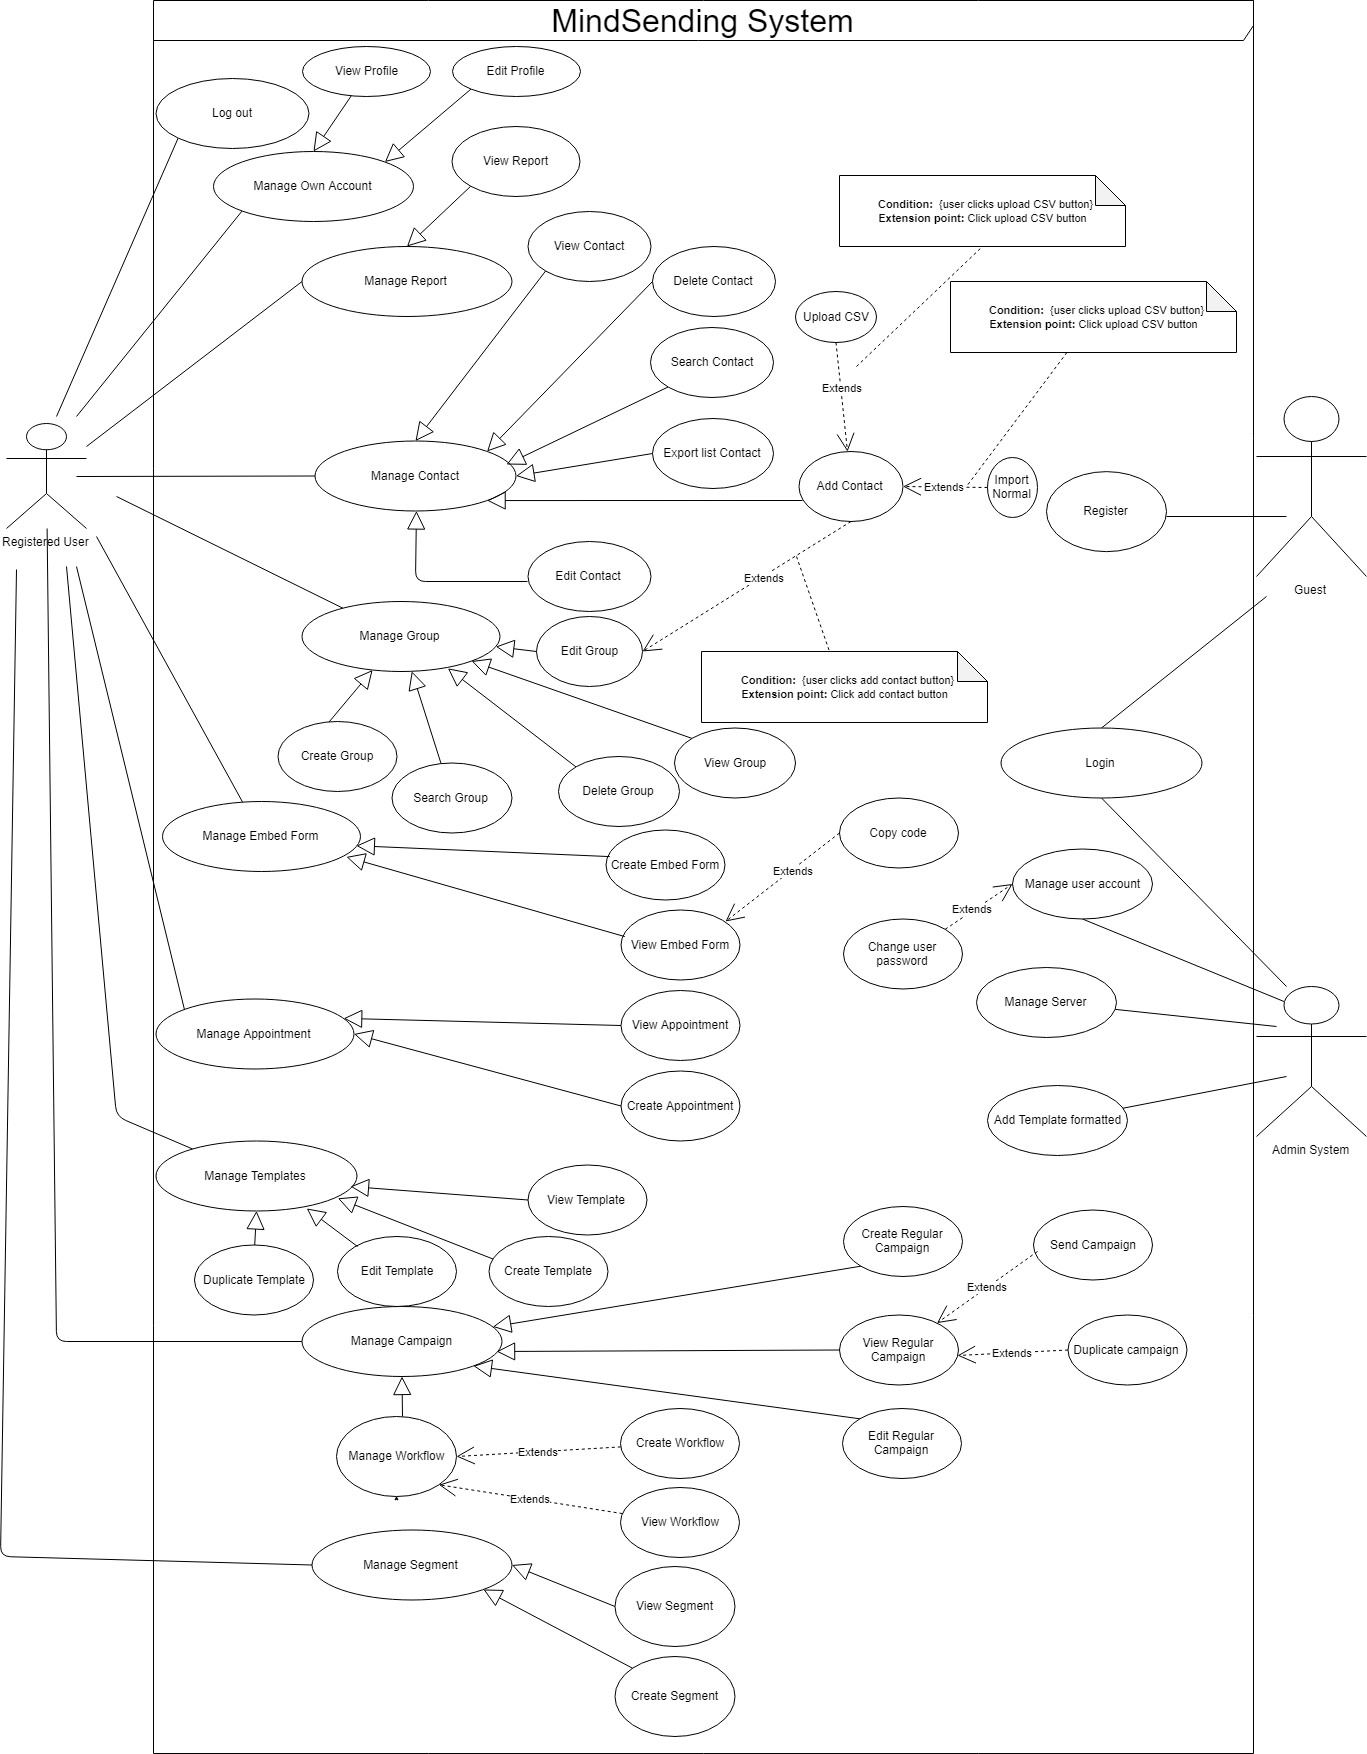 MindSending System
View Profile
Edit Profile
Log out
View Report
Manage Own Account
Condition: {user clicks upload CSV button}
Extension point: Click upload CSV button
View Contact
Manage Report
Delete Contact
Condition: {user clicks upload CSV button}
Extension point: Click upload CSV button
Upload CSV
Search Contact
Extends
Export list Contact
Manage Contact
Add Contact
Extends
Import
Normal
Register
Registered User
Edit Contact
Extends
Guest
Manage Group
Edit Group
Condition: {user clicks add contact button}
Extension point: Click add contact button
Create Group
View Group
Login
Search Group
Delete Group
Manage Embed Form
Copy code
Create Embed Form
Extends
Manage user account
Extends
View Embed Form
Change user
password
Manage Server
Manage Appointment
View Appointment
Create Appointment
Add Template formatted
Admin System
Manage Templates
View Template
Create Regular
Campaign
Send Campaign
Duplicate Template
Edit Template
Create Template
Extends
Manage Campaign
View Regular
Campaign
Extends
Duplicate campaign
Manage Workflow
Extends
Create Workflow
Edit Regular
Campaign
Extends
View Workflow
Manage Segment
View Segment
Create Segment